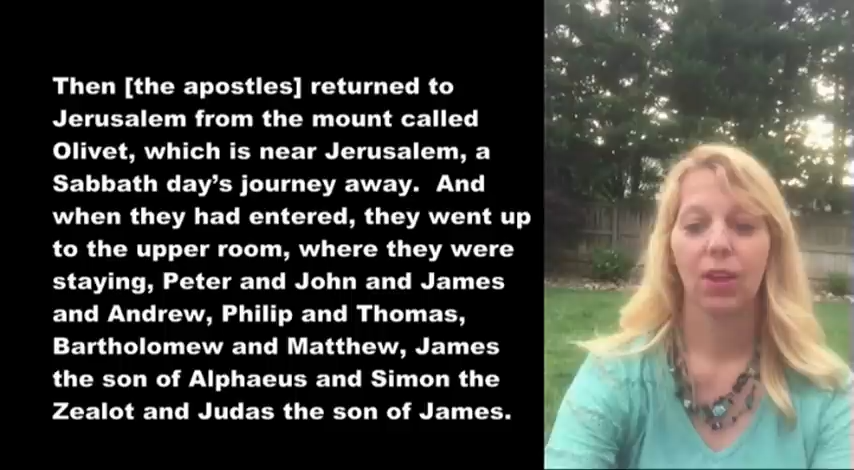 Then [the apostles] returned to
Jerusalem from the mount called
Olivet, which is near Jerusalem, a
Sabbath day’s journey away.  And
when they had entered, they went up
to the upper room, where they were
staying, Peter and John and James
and Andrew, Philip and Thomas,
Bartholomew and Matthew, James
the son of Alphaeus and Simon the
Zealot and Judas the son of James.